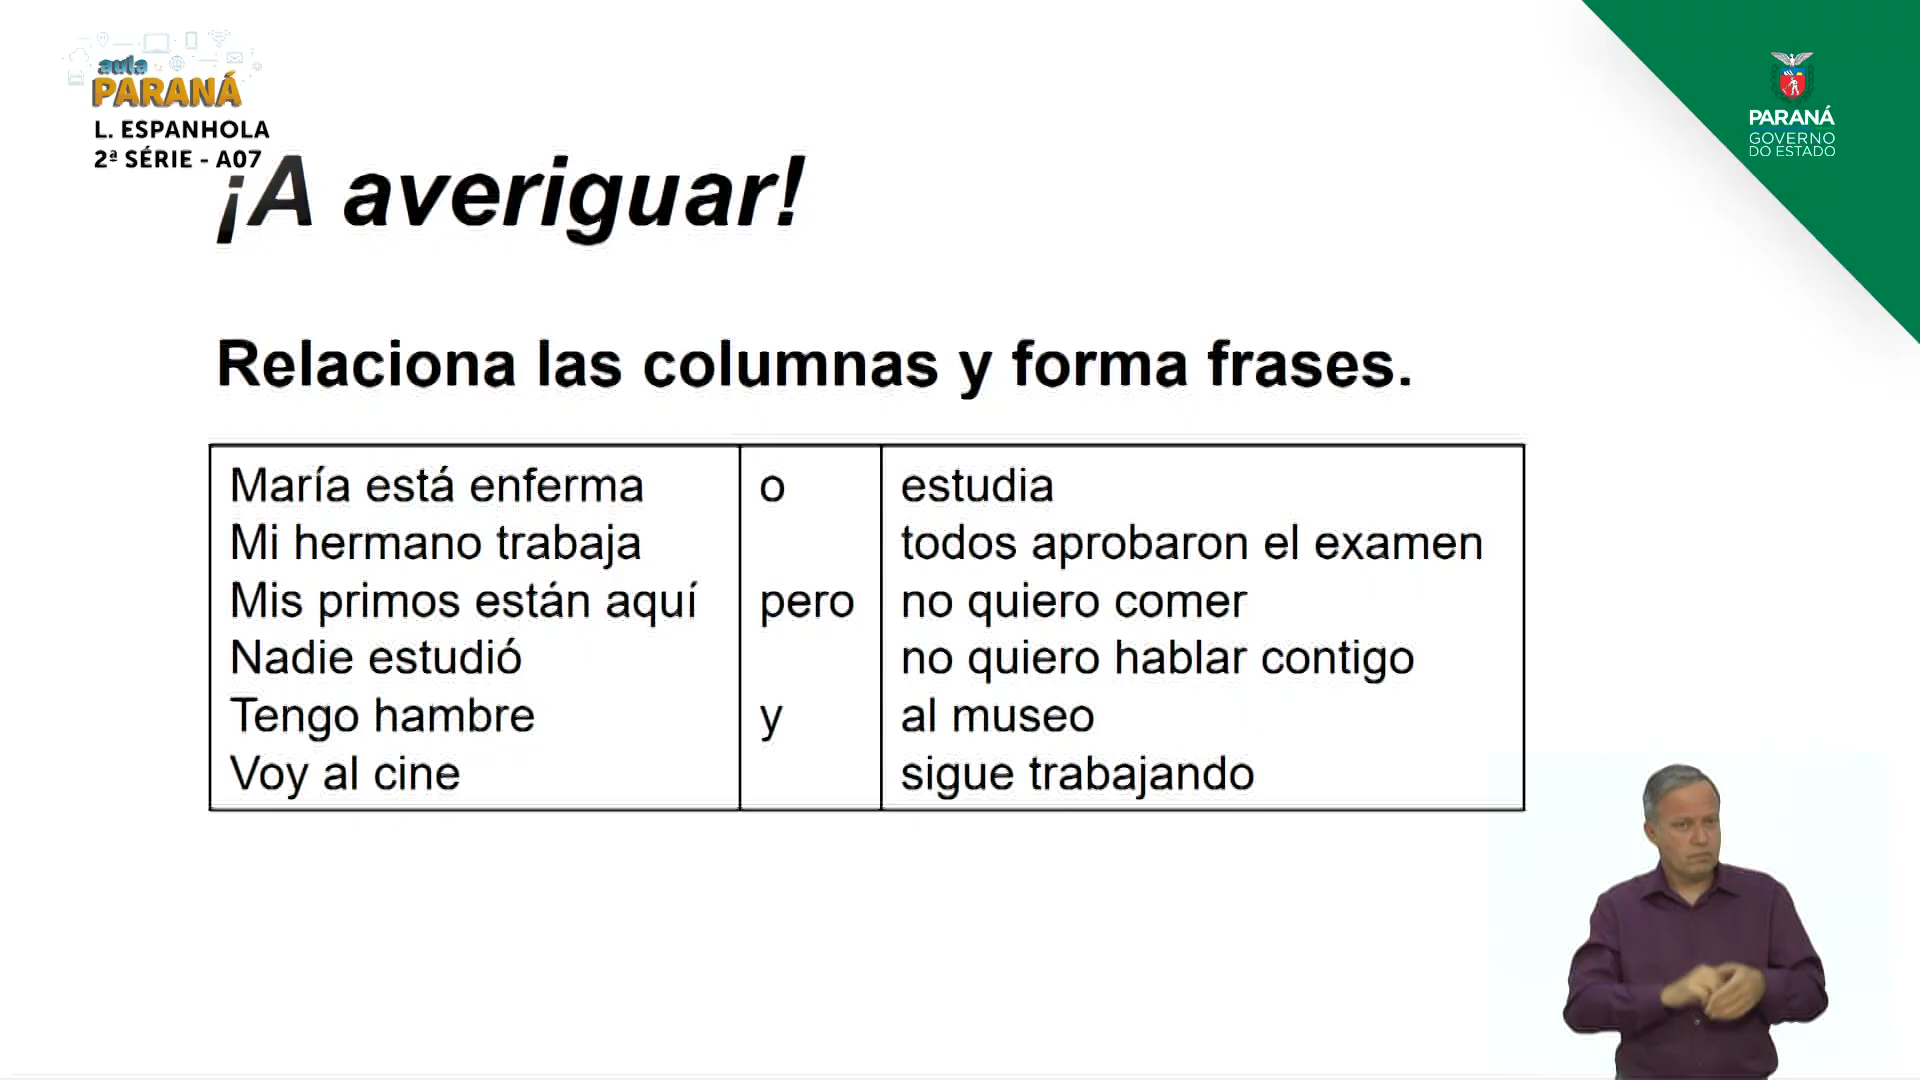 aula
PARANÁ
L. ESPANHOLA
2ª SÉRIE - A07
PARANÁ
GOVERNO
DO ESTADO
¡A averiguar!
Relaciona las columnas y forma frases.
María está enferma o estudia
Mi hermano trabaja todos aprobaron el examen
Mis primos están aquí pero no quiero comer
Nadie estudió no quiero hablar contigo
Tengo hambre y al museo
Voy al cine sigue trabajando